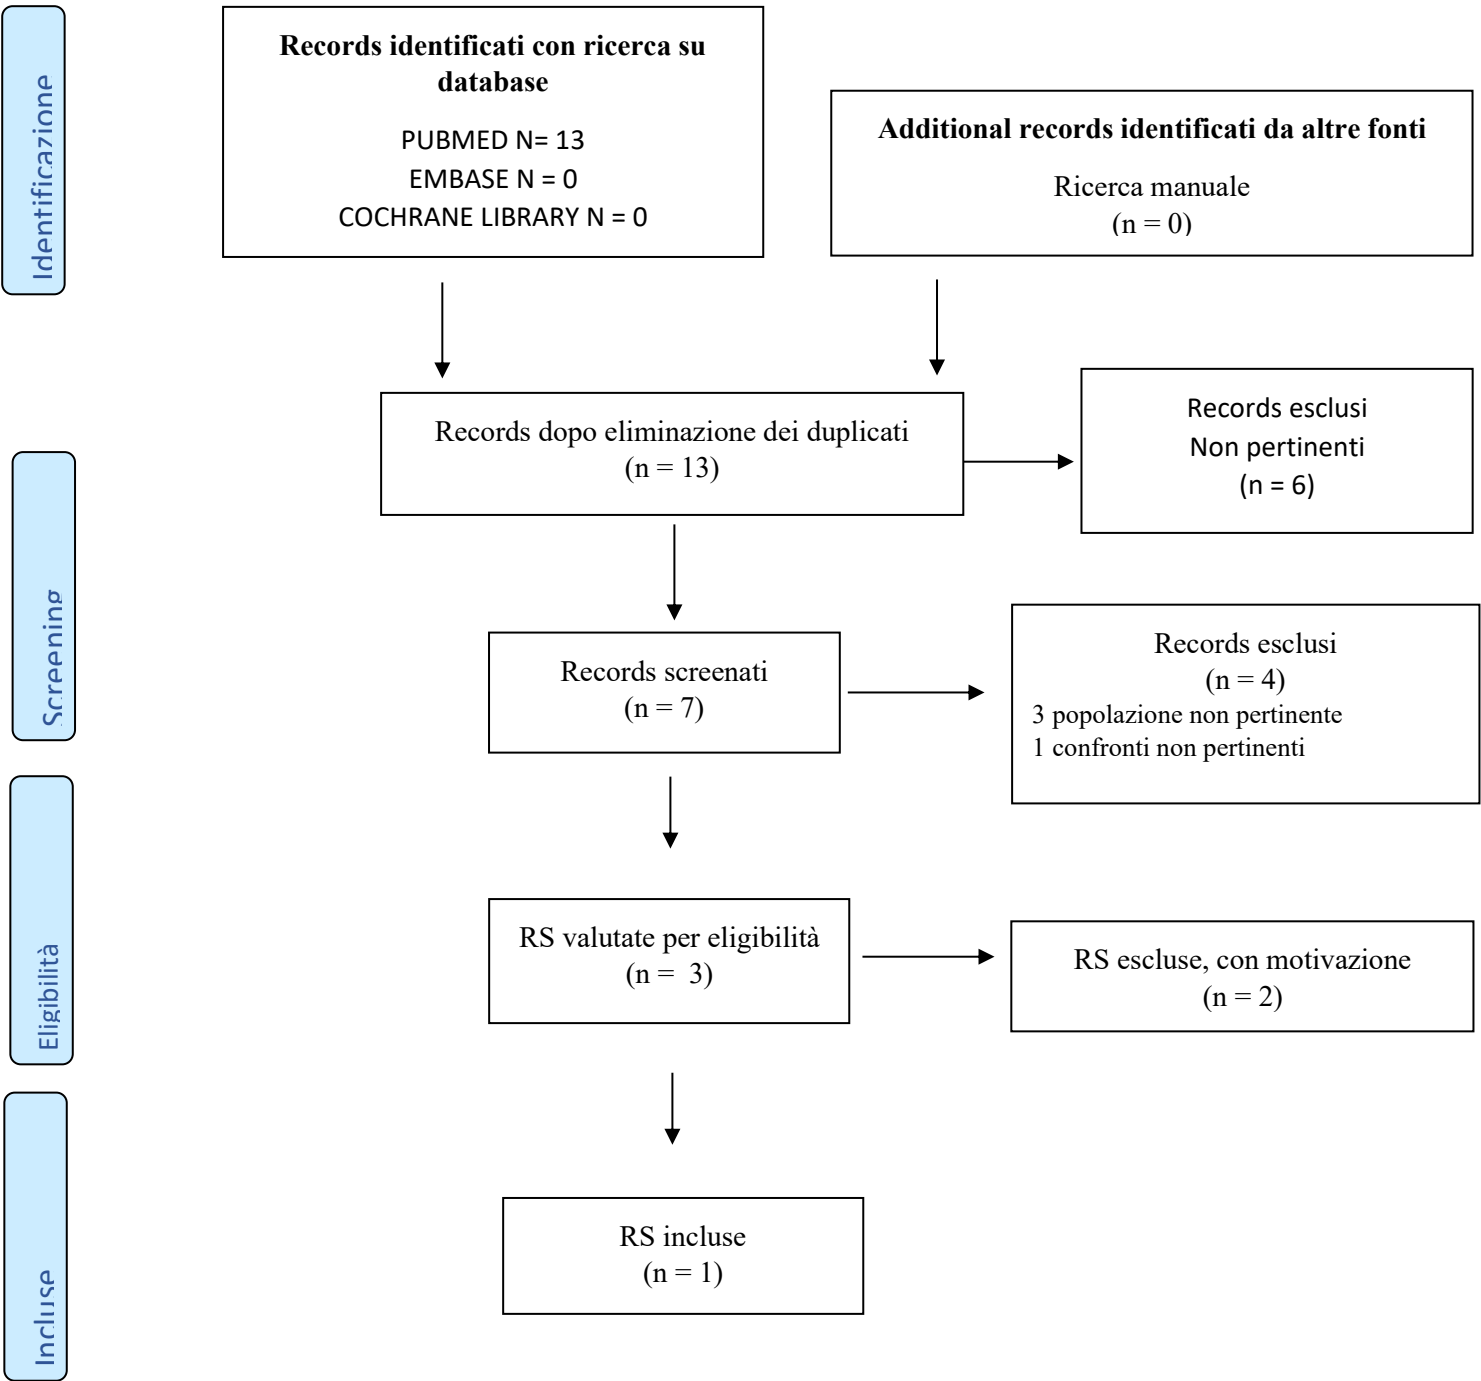 Identificazione
Records identificati con ricerca su
database
PUBMED N= 13
EMBASE N = 0
COCHRANE LIBRARY N = 0
Additional records identificati da altre fonti
Ricerca manuale
(n = 0)
Records dopo eliminazione dei duplicati
(n = 13)
Records esclusi
Non pertinenti
(n = 6)
Screening
Records screenati
(n = 7)
Records esclusi
(n = 4)
3 popolazione non pertinente
1 confronti non pertinenti
Eligibilità
RS valutate per eligibilità
(n =  3)
RS escluse, con motivazione
(n = 2)
Incluse
RS incluse
(n = 1)